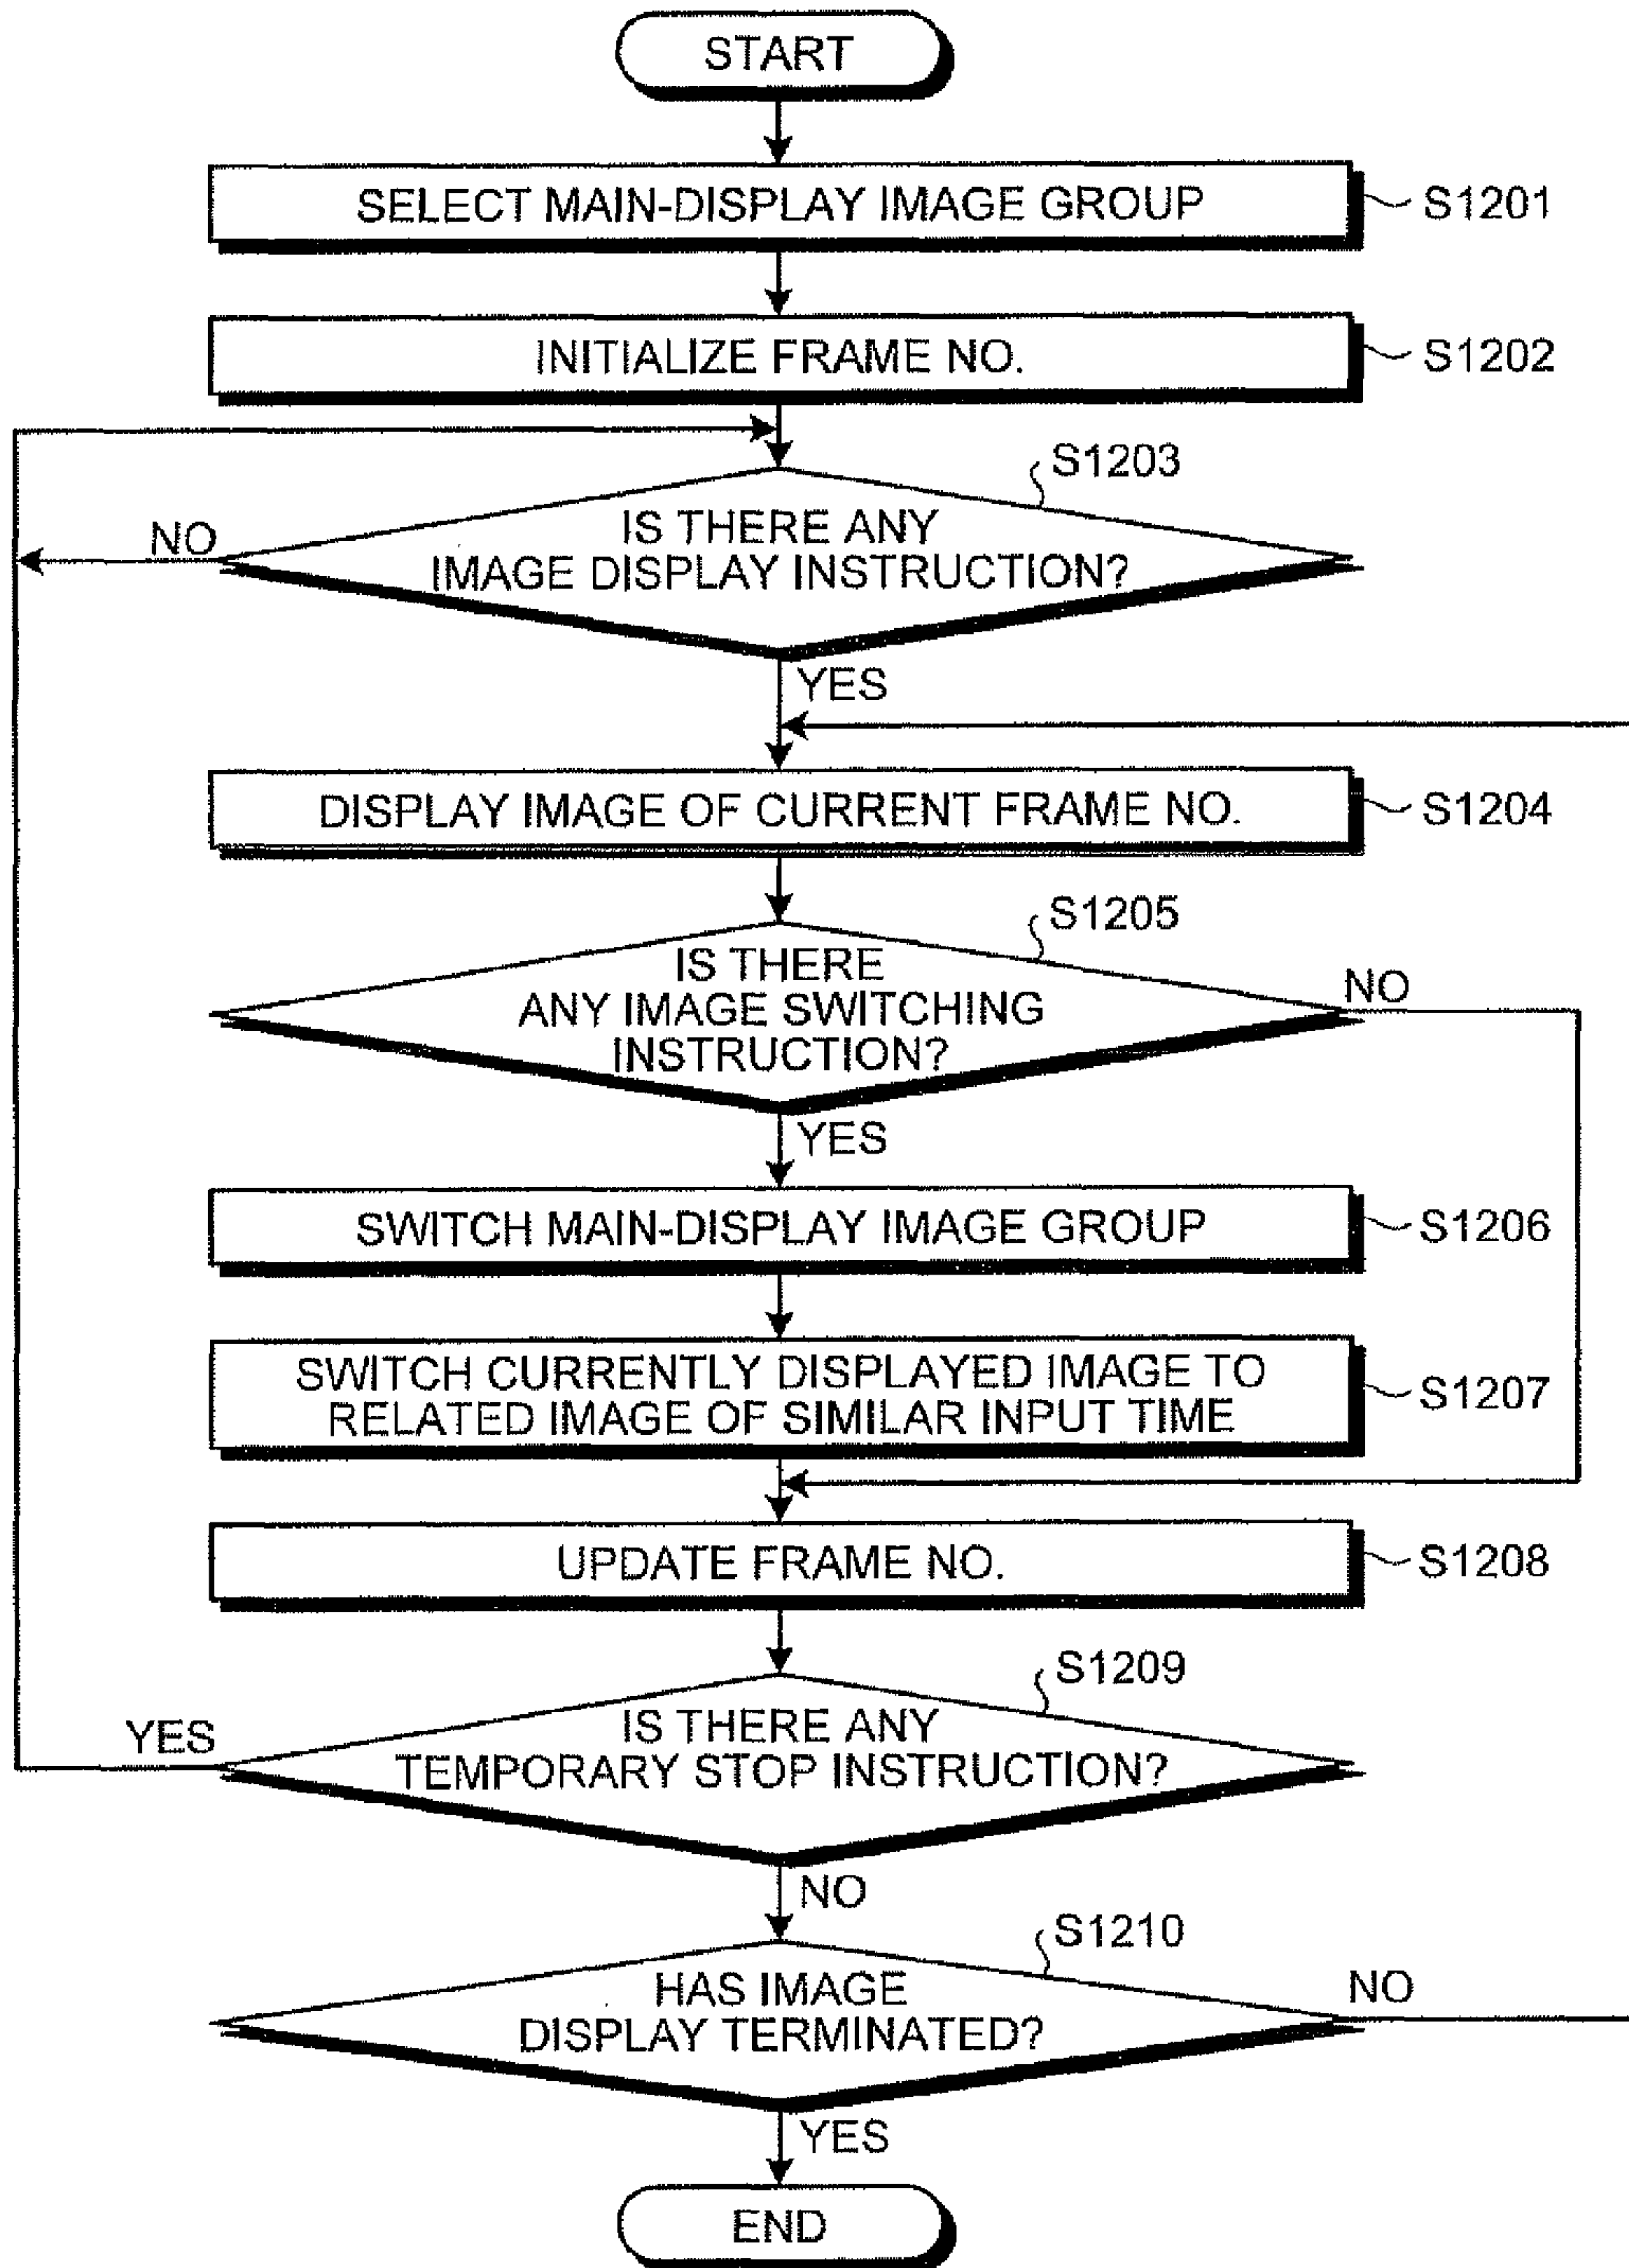 START
SELECT MAIN-DISPLAY IMAGE GROUP
S1201
INITIALIZE FRAME NO.
S1202
S1203
IS THERE ANY
IMAGE DISPLAY INSTRUCTION?
NO
YES
DISPLAY IMAGE OF CURRENT FRAME NO.
S1204
S1205
IS THERE
ANY IMAGE SWITCHING
INSTRUCTION?
NO
YES
SWITCH MAIN-DISPLAY IMAGE GROUP
S1206
SWITCH CURRENTLY DISPLAYED IMAGE TO
RELATED IMAGE OF SIMILAR INPUT TIME
S1207
UPDATE FRAME NO.
S1208
S1209
IS THERE ANY
TEMPORARY STOP INSTRUCTION?
YES
NO
S1210
HAS IMAGE
DISPLAY TERMINATED?
NO
YES
END